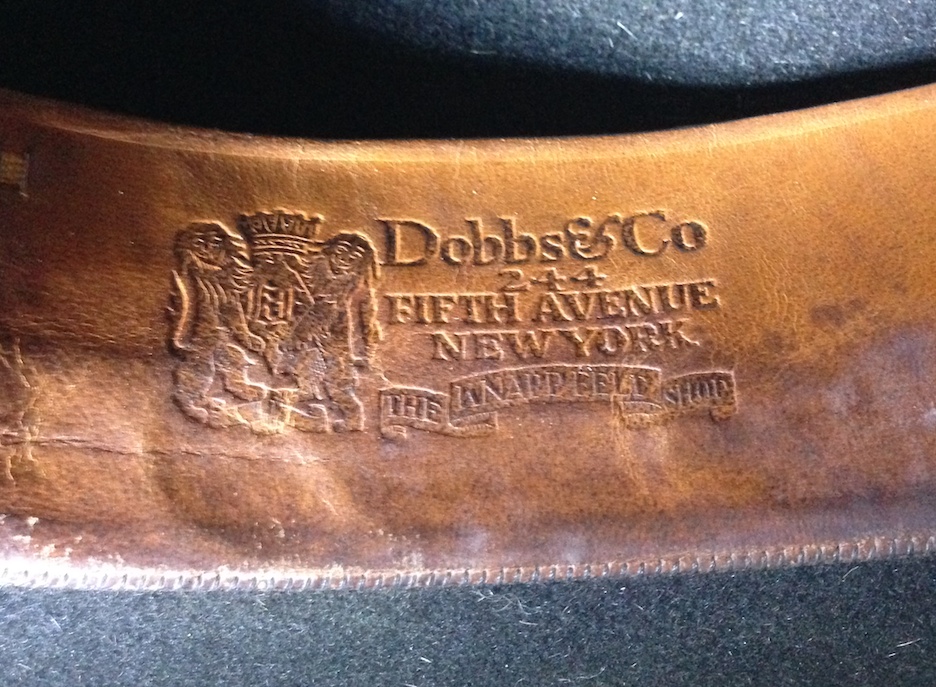 Dobbs & Co
244
FIFTH AVENUE
NEW YORK
THE KNAPP FELT SHOP